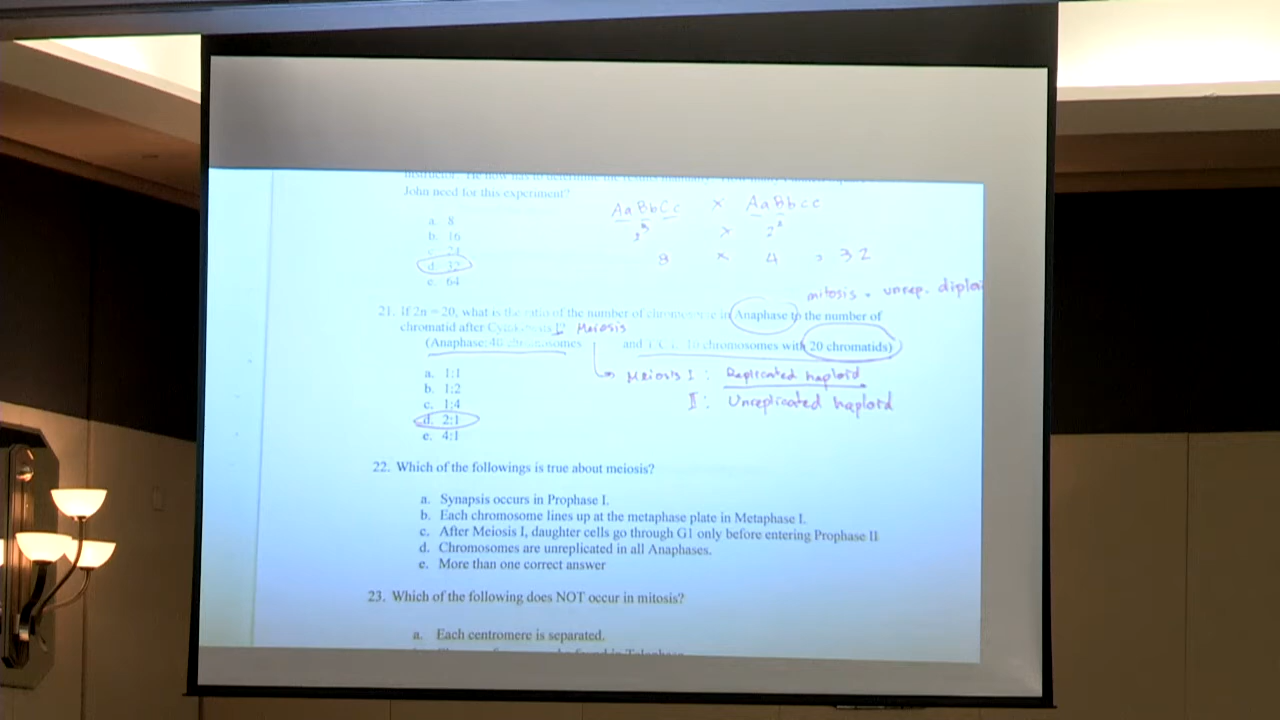 John need for this experiment?
AaBbCc × AaBbcc
a. 8
b. 16
× 2²
c. 24
8 × 4 32
d. 32
e. 64
mitosis unrep.
21. If 2n = 20, what is the ratio of the number of in Anaphase to the number of
chromatid after Meiosis
(Anaphase: 40 chromosomes and 10 chromosomes with 20 chromatids)
a. 1:1
Meiosis I : Replicated haploid
b. 1:2
c. 1:4
II : Unreplicated haploid
d. 2:1
e. 4:1
22. Which of the followings is true about meiosis?
a. Synapsis occurs in Prophase I.
b. Each chromosome lines up at the metaphase plate in Metaphase I.
c. After Meiosis I, daughter cells go through G1 only before entering Prophase II
d. Chromosomes are unreplicated in all Anaphases.
e. More than one correct answer
23. Which of the following does NOT occur in mitosis?
a. Each centromere is separated.